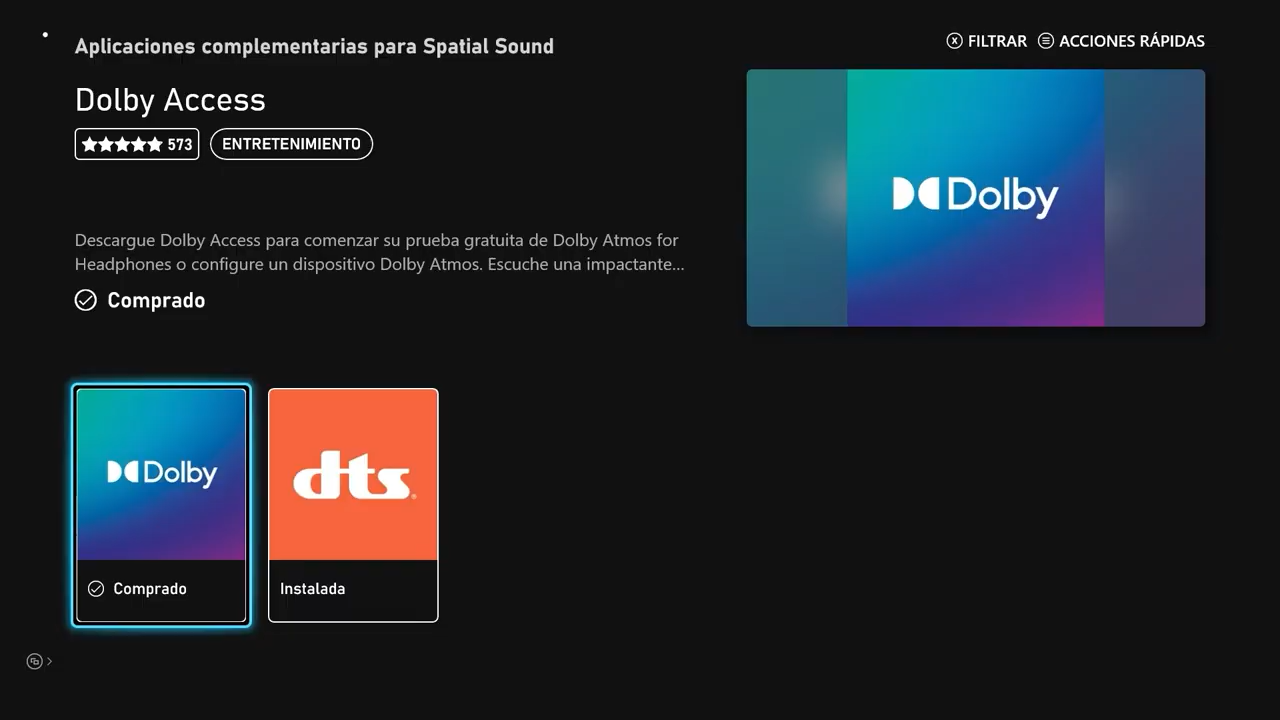 Aplicaciones complementarias para Spatial Sound
X FILTRAR ACCIONES RÁPIDAS
Dolby Access
573 ENTRETENIMIENTO
Dolby
Descargue Dolby Access para comenzar su prueba gratuita de Dolby Atmos for
Headphones o configure un dispositivo Dolby Atmos. Escuche una impactante...
Comprado
Dolby
dts
Comprado
Instalada